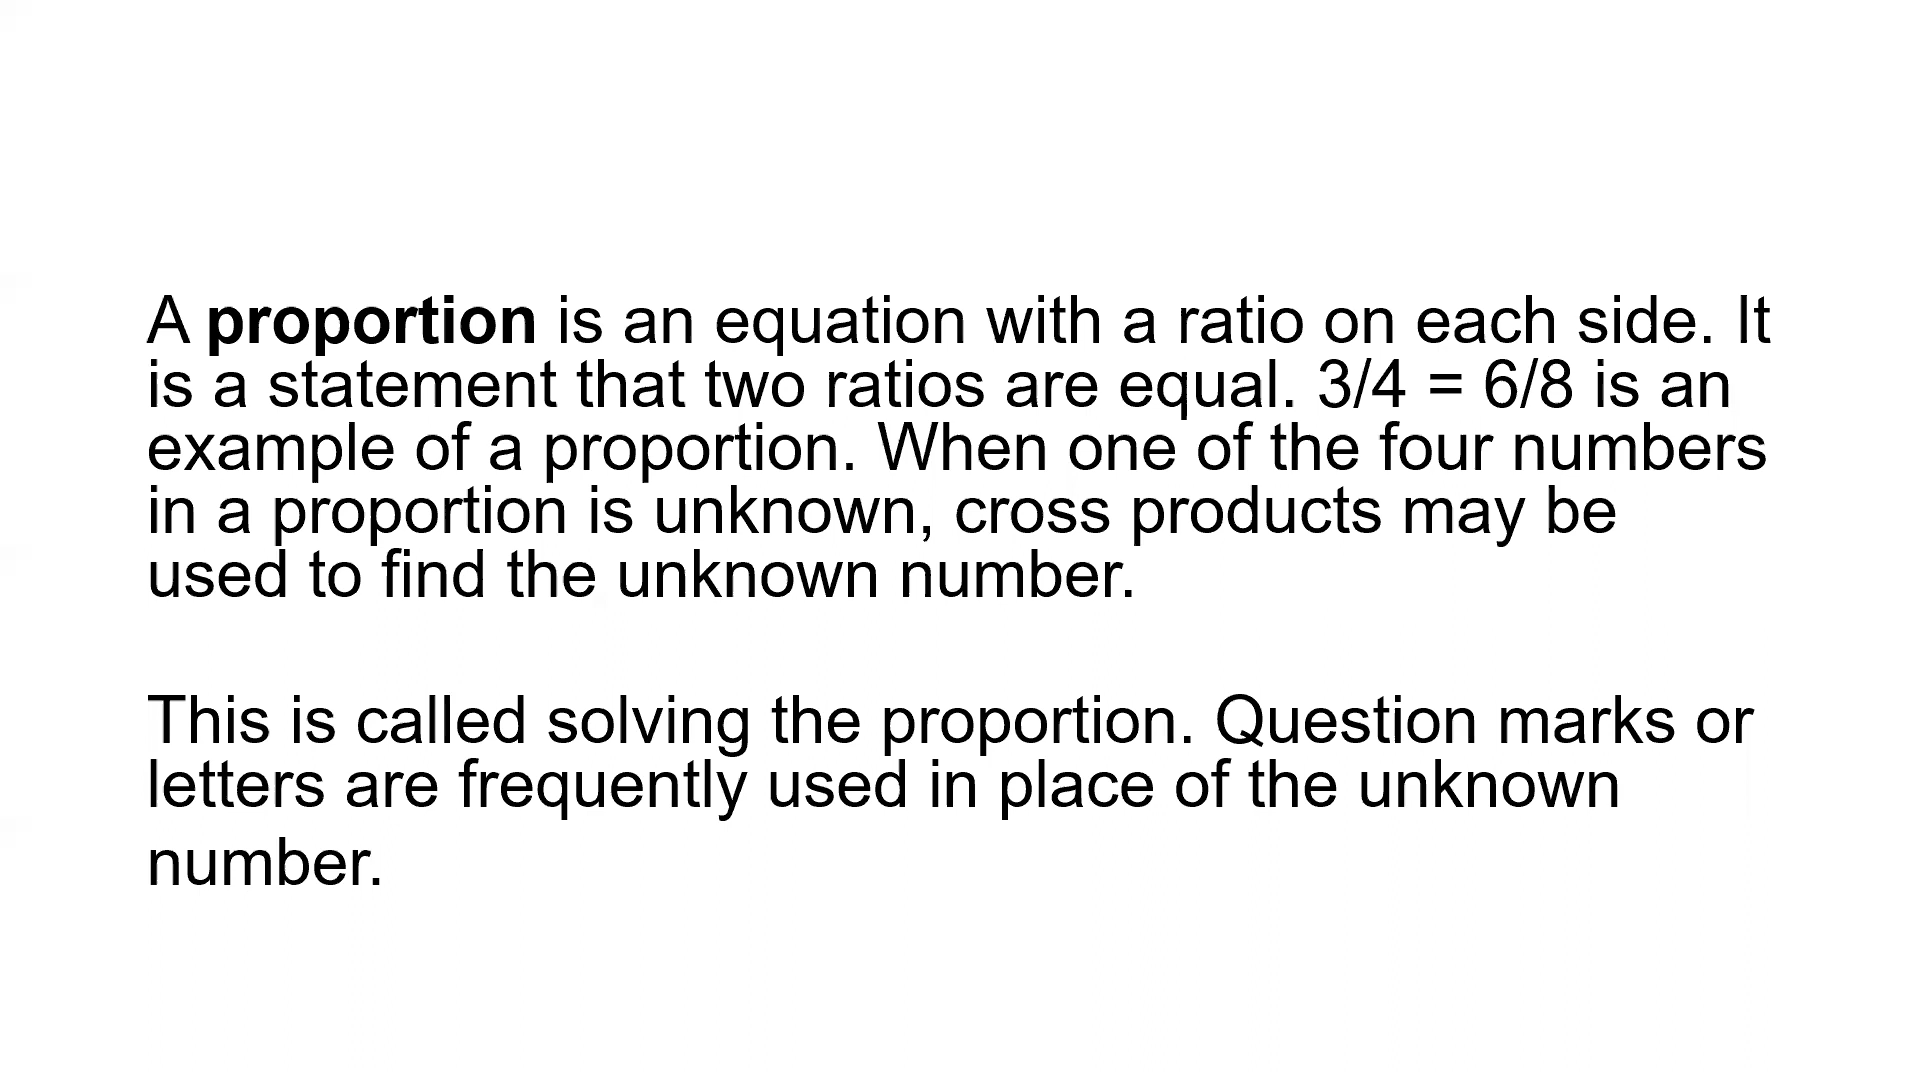 A proportion is an equation with a ratio on each side. It
is a statement that two ratios are equal. 3/4 = 6/8 is an
example of a proportion. When one of the four numbers
in a proportion is unknown, cross products may be
used to find the unknown number.
This is called solving the proportion. Question marks or
letters are frequently used in place of the unknown
number.